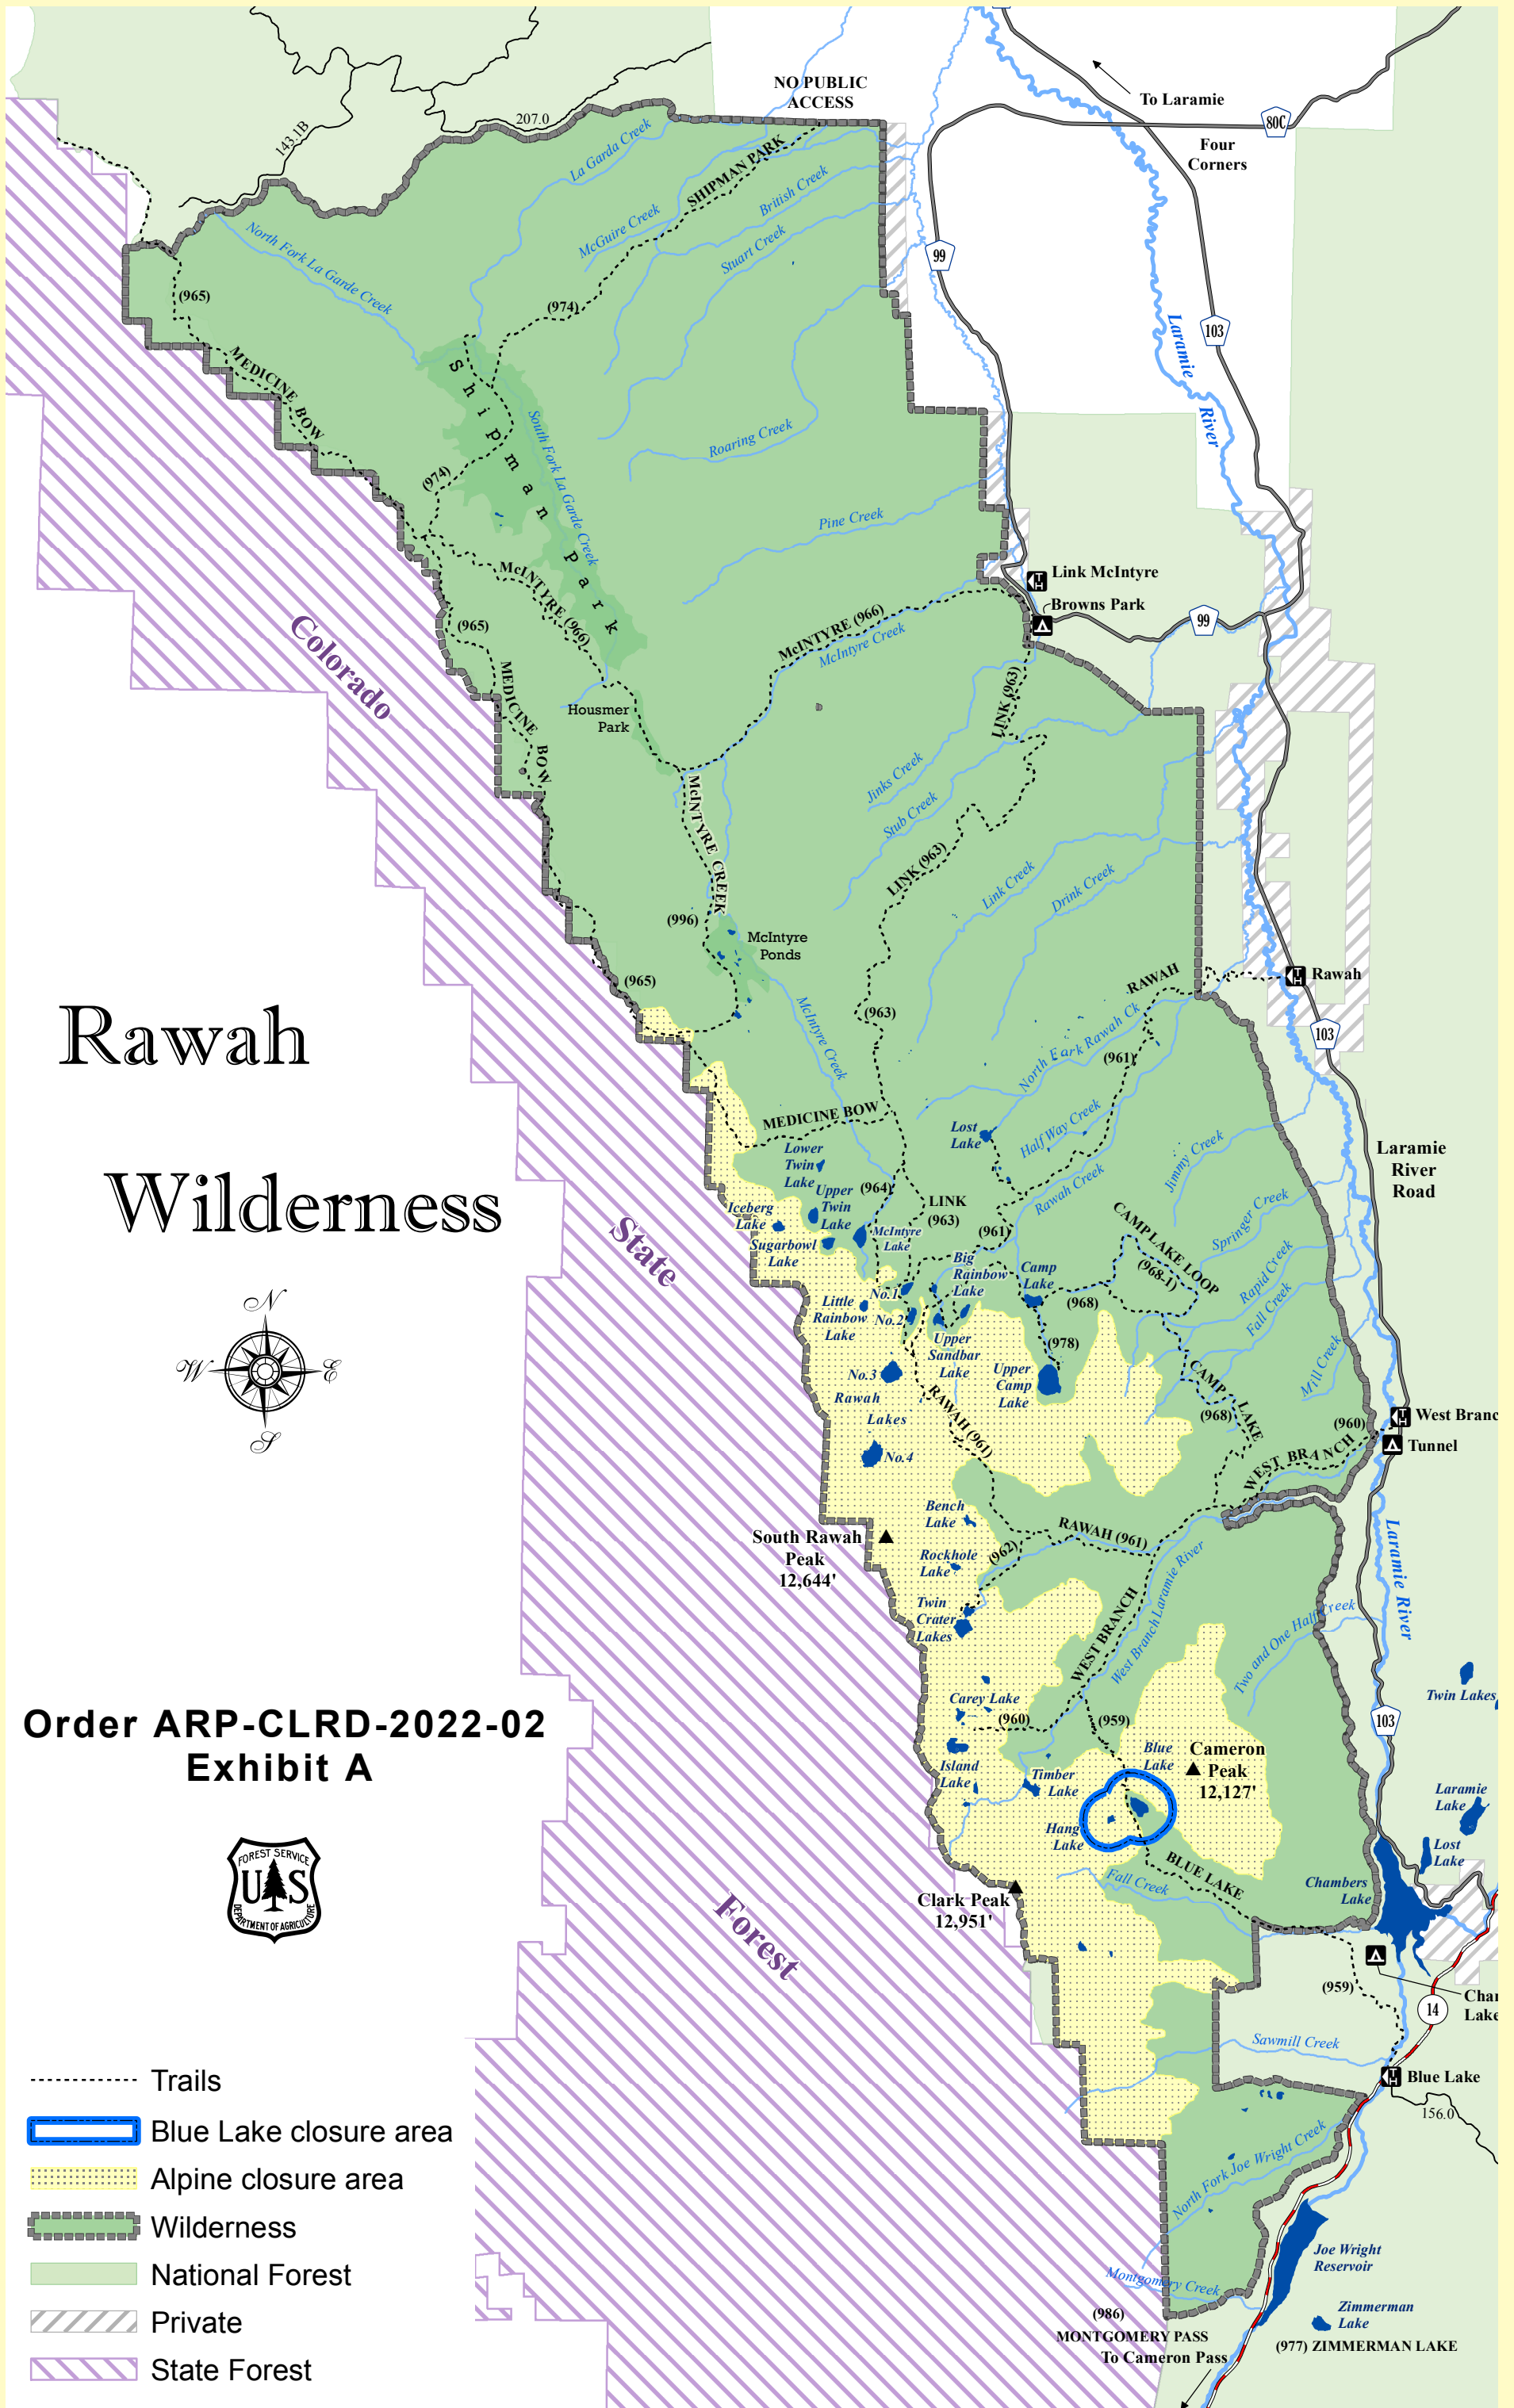 NO PUBLIC
ACCESS
To Laramie
80C
Four
Corners
207.0
143.1B
La Garda Creek
SHIPMAN PARK
British Creek
McGuire Creek
Stuart Creek
North Fork La Garde Creek
99
(965)
(974)
103
Laramie
River
MEDICINE BOW
Shipman Park
South Fork La Garde Creek
Roaring Creek
(974)
Pine Creek
McINTYRE (966)
Link McIntyre
Browns Park
99
(965)
McINTYRE (966)
McIntyre Creek
Colorado
MEDICINE BOW
Housmer
Park
LINK (963)
Jinks Creek
Stub Creek
McINTYRE CREEK
LINK (963)
Link Creek
Drink Creek
(996)
McIntyre
Ponds
(965)
RAWAH
Rawah
(963)
McIntyre Creek
North Fork Rawah Ck
103
(961)
Rawah
Wilderness
N
W
E
S
MEDICINE BOW
Lost
Lake
Half Way Creek
Laramie
River
Road
Lower
Twin
Lake
Upper
Twin
Lake
(964)
Rawah Creek
Jimmy Creek
Iceberg
Lake
LINK
(963)
Springer Creek
State
Sugarbowl
Lake
McIntyre
Lake
(961)
CAMP LAKE LOOP
(968-1)
Big
Rainbow
Lake
Camp
Lake
Rapid Creek
Fall Creek
No.1
Little
Rainbow
Lake
No.2
(968)
Upper
Sandbar
Lake
(978)
Mill Creek
No.3
Upper
Camp
Lake
Rawah
Lakes
RAWAH (961)
CAMP LAKE
(968)
(960)
West Branc
Tunnel
WEST BRANCH
No.4
Bench
Lake
South Rawah
Peak
12,644'
RAWAH (961)
Rockhole
Lake
(962)
Laramie River
Twin
Crater
Lakes
WEST BRANCH
West Branch Laramie River
Two and One Half Creek
Carey Lake
(960)
(959)
Twin Lakes
103
Order ARP-CLRD-2022-02
Exhibit A
Blue
Lake
Cameron
Peak
12,127'
Island
Lake
Timber
Lake
Laramie
Lake
Hang
Lake
Lost
Lake
BLUE LAKE
Fall Creek
Chambers
Lake
FOREST SERVICE
US
DEPARTMENT OF AGRICULTURE
Clark Peak
12,951'
Forest
(959)
Char
Lake
14
Sawmill Creek
Blue Lake
156.0
North Fork Joe Wright Creek
Joe Wright
Reservoir
Montgomery Creek
(986)
MONTGOMERY PASS
To Cameron Pass
Zimmerman
Lake
(977) ZIMMERMAN LAKE
Trails
Blue Lake closure area
Alpine closure area
Wilderness
National Forest
Private
State Forest